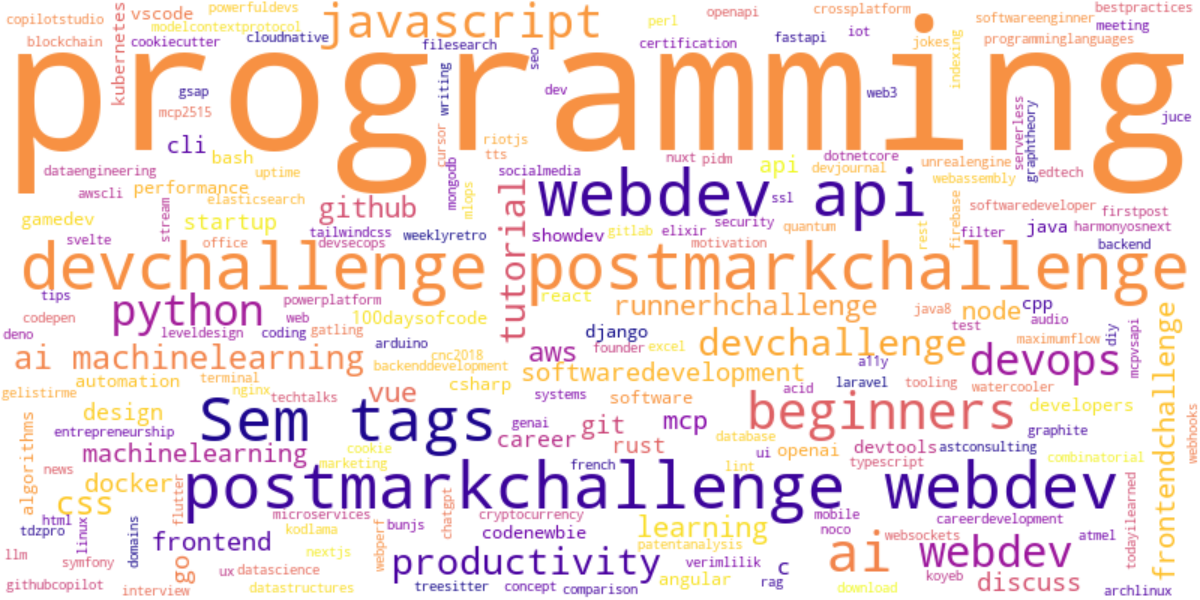 copilotstudio
vscode
powerfuldevs
modelcontextprotocol
javascript
perl
openapi
crossplatform
softwareenginner
bestpractices
meeting
programminglanguages
blockchain
cookiecutter
cloudnative
filesearch
certification
fastapi
iot
jokes
kubernetes
programming
gsap
mcp2515
writing
seo
dev
web3
indexing
juce
cli
bash
uptime
cursor
riotjs
tts
nuxt
pidm
api
dotnetcore
devjournal
unrealengine
webassembly
serverless
graphtheory
edtech
dataengineering
awscli
performance
elasticsearch
mongodb
mlops
socialmedia
webdev api
ssl
softwaredeveloper
firstpost
gamedev
stream
startup
github
tailwindcss
weeklyretro
tutorial
showdev
gitlab
elixir
security
quantum
rest
firebase
filter
java
harmonyosnext
svelte
office
devsecops
motivation
backend
devchallenge postmarkchallenge
tips
codepen
python
powerplatform
web
react
runnerhchallenge
java8
node
cpp
audio
deno
leveldesign
coding
gatling
100daysofcode
django
test
maximumflow
diy
mcpvsapi
frontendchallenge
ai machinelearning
arduino
cnc2018
backenddevelopment
aws
founder
excel
devchallenge
a11y
devops
gelistirme
automation
terminal
nginx
techtalks
vue
csharp
softwaredevelopment
systems
software
acid
laravel
tooling
watercooler
algorithms
design
entrepreneurship
Sem tags
genai
career
git
mcp
beginners
developers
graphite
webhooks
machinelearning
cookie
marketing
rust
database
ui
openai
devtools
astconsulting
typescript
combinatorial
news
docker
css
flutter
french
lint
postmarkchallenge webdev
html
tdzpro
linux
domains
microservices
kodlama
webperf
bunjs
chatgpt
cryptocurrency
codenewbie
learning
patentanalysis
mobile
noco
websockets
careerdevelopment
atmel
todayilearned
llm
symfony
frontend
nextjs
productivity
verimlilik
c
ai
webdev
githubcopilot
interview
go
ux
datascience
datastructures
treesitter
concept
comparison
angular
rag
download
koyeb
discuss
archlinux